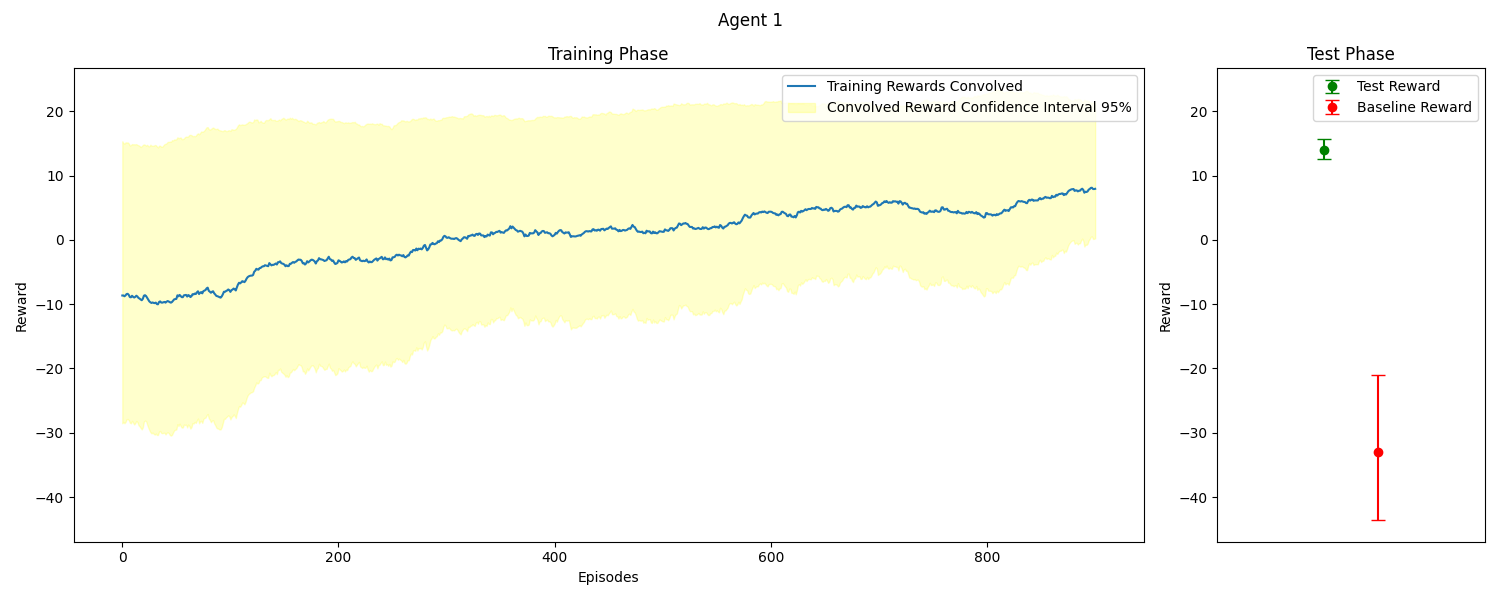 Agent 1
Training Phase
Training Rewards Convolved
Convolved Reward Confidence Interval 95%
20
10
0
−10
−20
−30
−40
Reward
0
200
400
600
800
Episodes
Test Phase
Test Reward
Baseline Reward
20
10
0
−10
−20
−30
−40
Reward